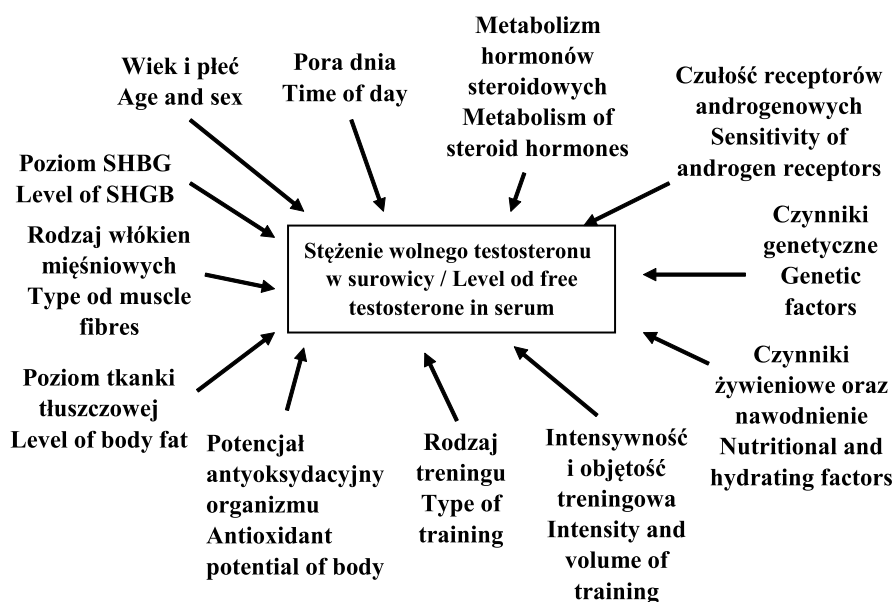 Wiek i płeć
Age and sex
Pora dnia
Time of day
Metabolizm
hormonów
steroidowych
Metabolism of
steroid hormones
Czułość receptorów
androgenowych
Sensitivity of
androgen receptors
Poziom SHBG
Level of SHGB
Rodzaj włókien
mięśniowych
Type od muscle
fibres
Stężenie wolnego testosteronu
w surowicy / Level od free
testosterone in serum
Czynniki
genetyczne
Genetic
factors
Poziom tkanki
tłuszczowej
Level of body fat
Potencjał
antyoksydacyjny
organizmu
Antioxidant
potential of body
Rodzaj
treningu
Type of
training
Intensywność
i objętość
treningowa
Intensity and
volume of
training
Czynniki
żywieniowe oraz
nawodnienie
Nutritional and
hydrating factors